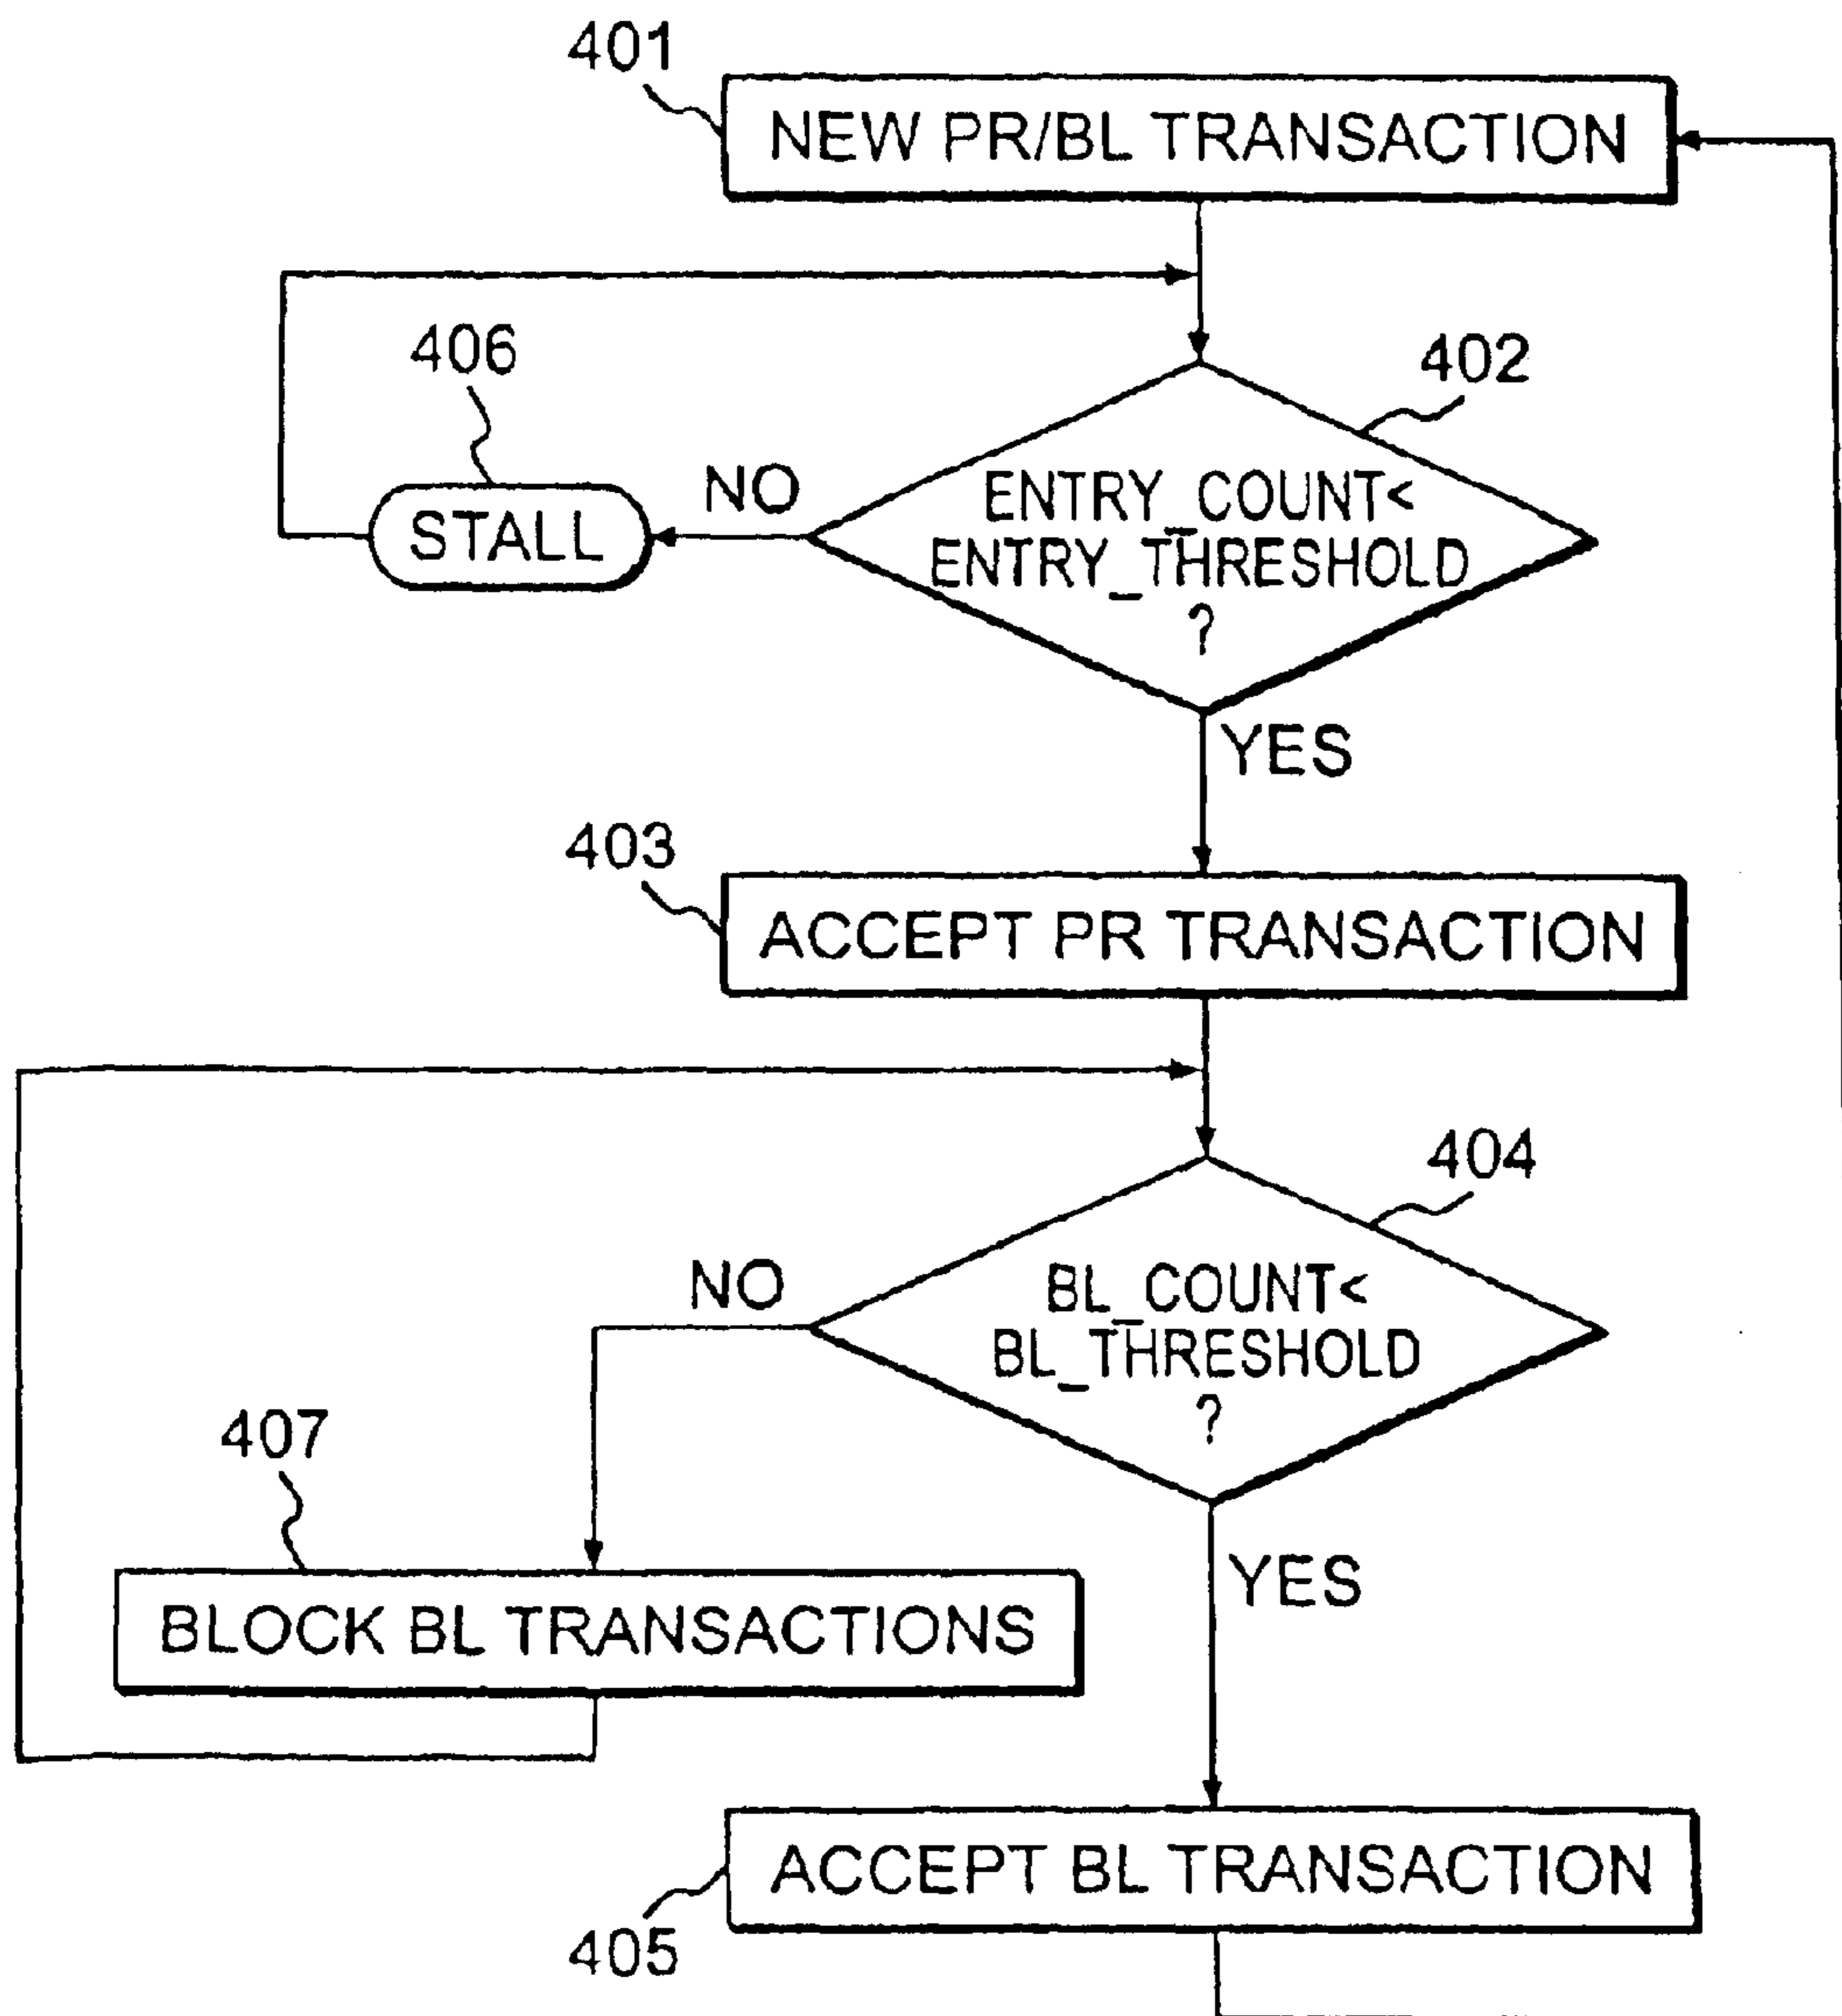 401
NEW PR/BL TRANSACTION
406
402
NO
ENTRY_COUNT<
ENTRY_THRESHOLD
?
STALL
YES
403
ACCEPT PR TRANSACTION
404
NO
BL_COUNT<
BL_THRESHOLD
?
407
YES
BLOCK BL TRANSACTIONS
ACCEPT BL TRANSACTION
405